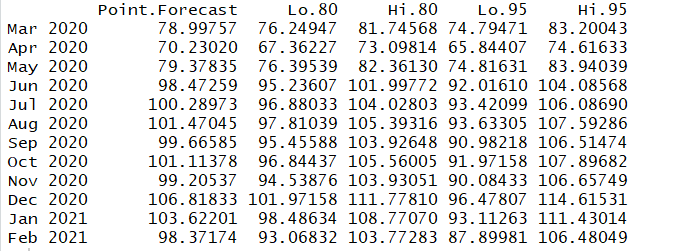 Point.Forecast Lo.80 Hi.80 Lo.95 Hi.95
Mar 2020 78.99757 76.24947 81.74568 74.79471 83.20043
Apr 2020 70.23020 67.36227 73.09814 65.84407 74.61633
May 2020 79.37835 76.39539 82.36130 74.81631 83.94039
Jun 2020 98.47259 95.23607 101.99772 92.01610 104.08568
Jul 2020 100.28973 96.88033 104.02803 93.42099 106.08690
Aug 2020 101.47045 97.81039 105.39316 93.63305 107.59286
Sep 2020 99.66585 95.45588 103.92648 90.98218 106.51474
Oct 2020 101.11378 96.84437 105.56005 91.97158 107.89682
Nov 2020 99.20537 94.53876 103.93051 90.08433 106.65749
Dec 2020 106.81833 101.97158 111.77810 96.47807 114.61531
Jan 2021 103.62201 98.48634 108.77070 93.11263 111.43014
Feb 2021 98.37174 93.06832 103.77283 87.89981 106.48049